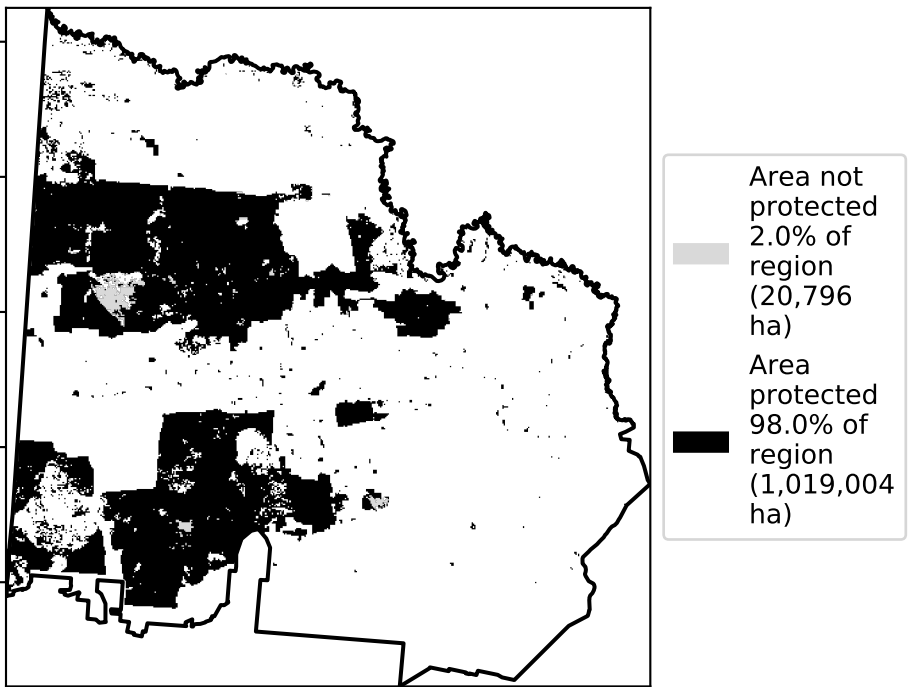 Area not
protected
2.0% of
region
(20,796
ha)
Area
protected
98.0% of
region
(1,019,004
ha)